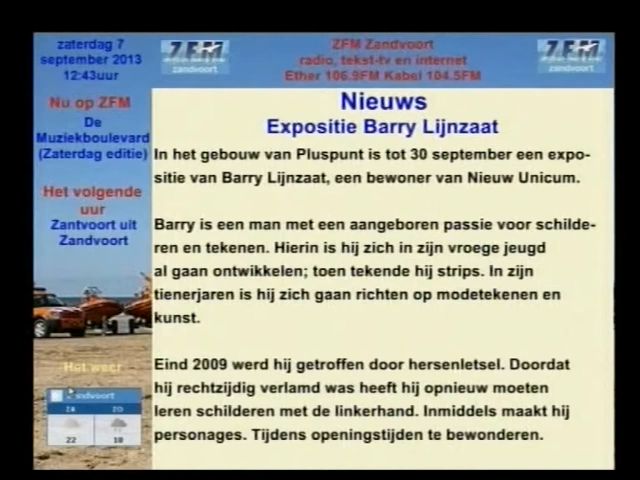 zaterdag 7
september 2013
12:43uur
ZFM
zandvoort
ZFM Zandvoort
radio, tekst-tv en internet
Ether 106.9FM Kabel 104.5FM
ZFM
zandvoort
Nu op ZFM
De
Muziekboulevard
(Zaterdag editie)
Het volgende
uur
Zantvoort uit
Zandvoort
Het weer
Zandvoort
ZA ZO
22 18
Nieuws
Expositie Barry Lijnzaat
In het gebouw van Pluspunt is tot 30 september een expo-
sitie van Barry Lijnzaat, een bewoner van Nieuw Unicum.
Barry is een man met een aangeboren passie voor schilde-
ren en tekenen. Hierin is hij zich in zijn vroege jeugd
al gaan ontwikkelen; toen tekende hij strips. In zijn
tienerjaren is hij zich gaan richten op modetekenen en
kunst.
Eind 2009 werd hij getroffen door hersenletsel. Doordat
hij rechtzijdig verlamd was heeft hij opnieuw moeten
leren schilderen met de linkerhand. Inmiddels maakt hij
personages. Tijdens openingstijden te bewonderen.